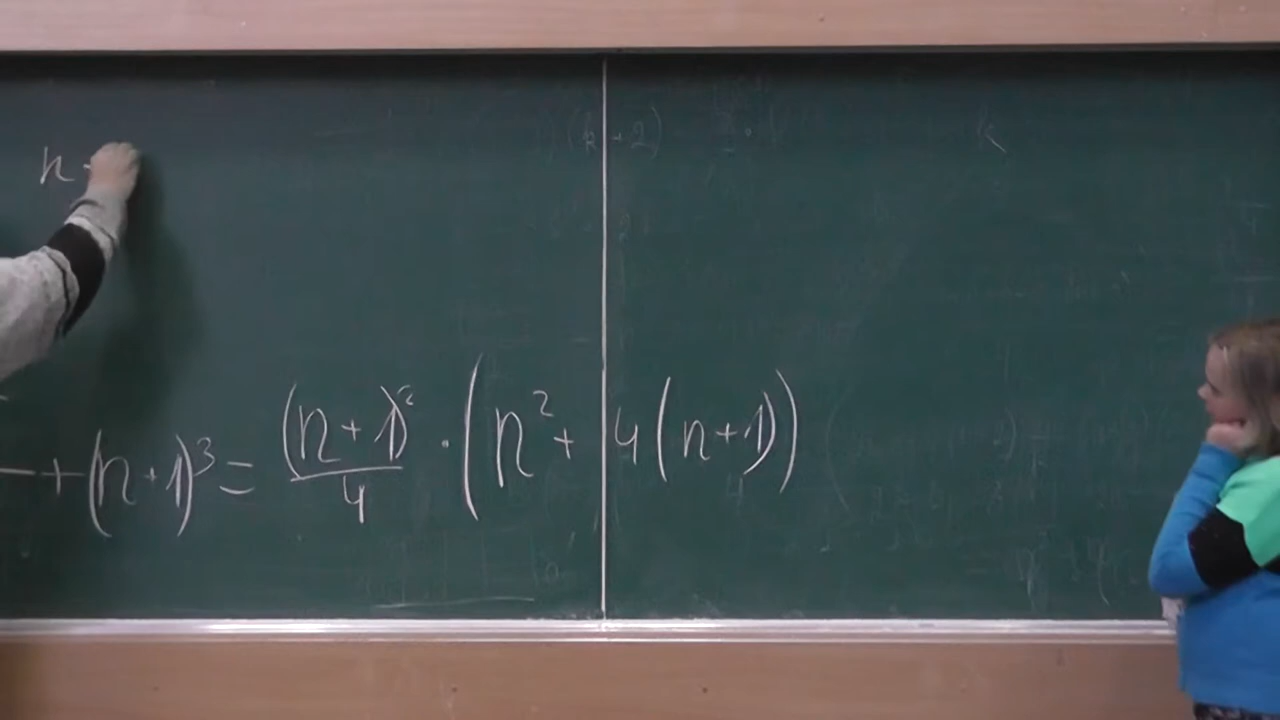 n
+ (n+1)³ = (n+1)²/4 · (n² + 4(n+1))